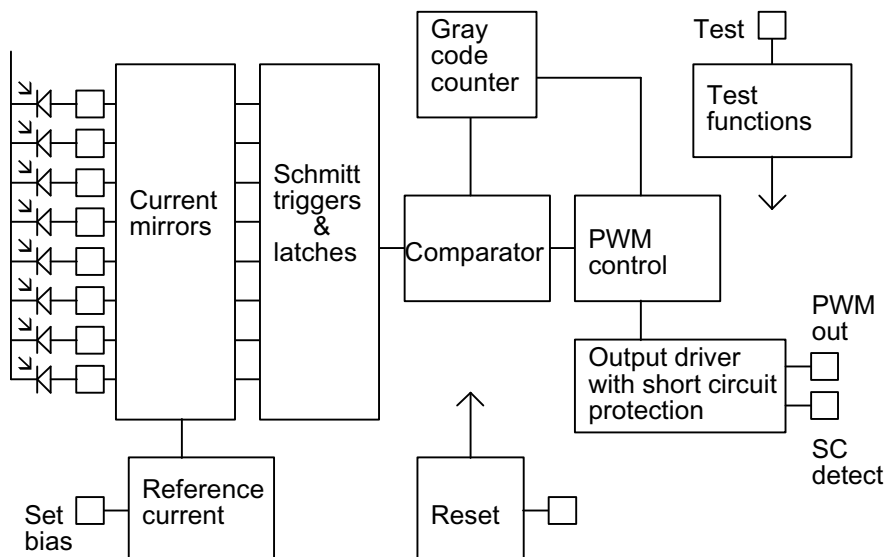 Gray
code
counter
Test
Test
functions
Current
mirrors
Schmitt
triggers
&
latches
Comparator
PWM
control
PWM
out
Output driver
with short circuit
protection
SC
detect
Set
bias
Reference
current
Reset